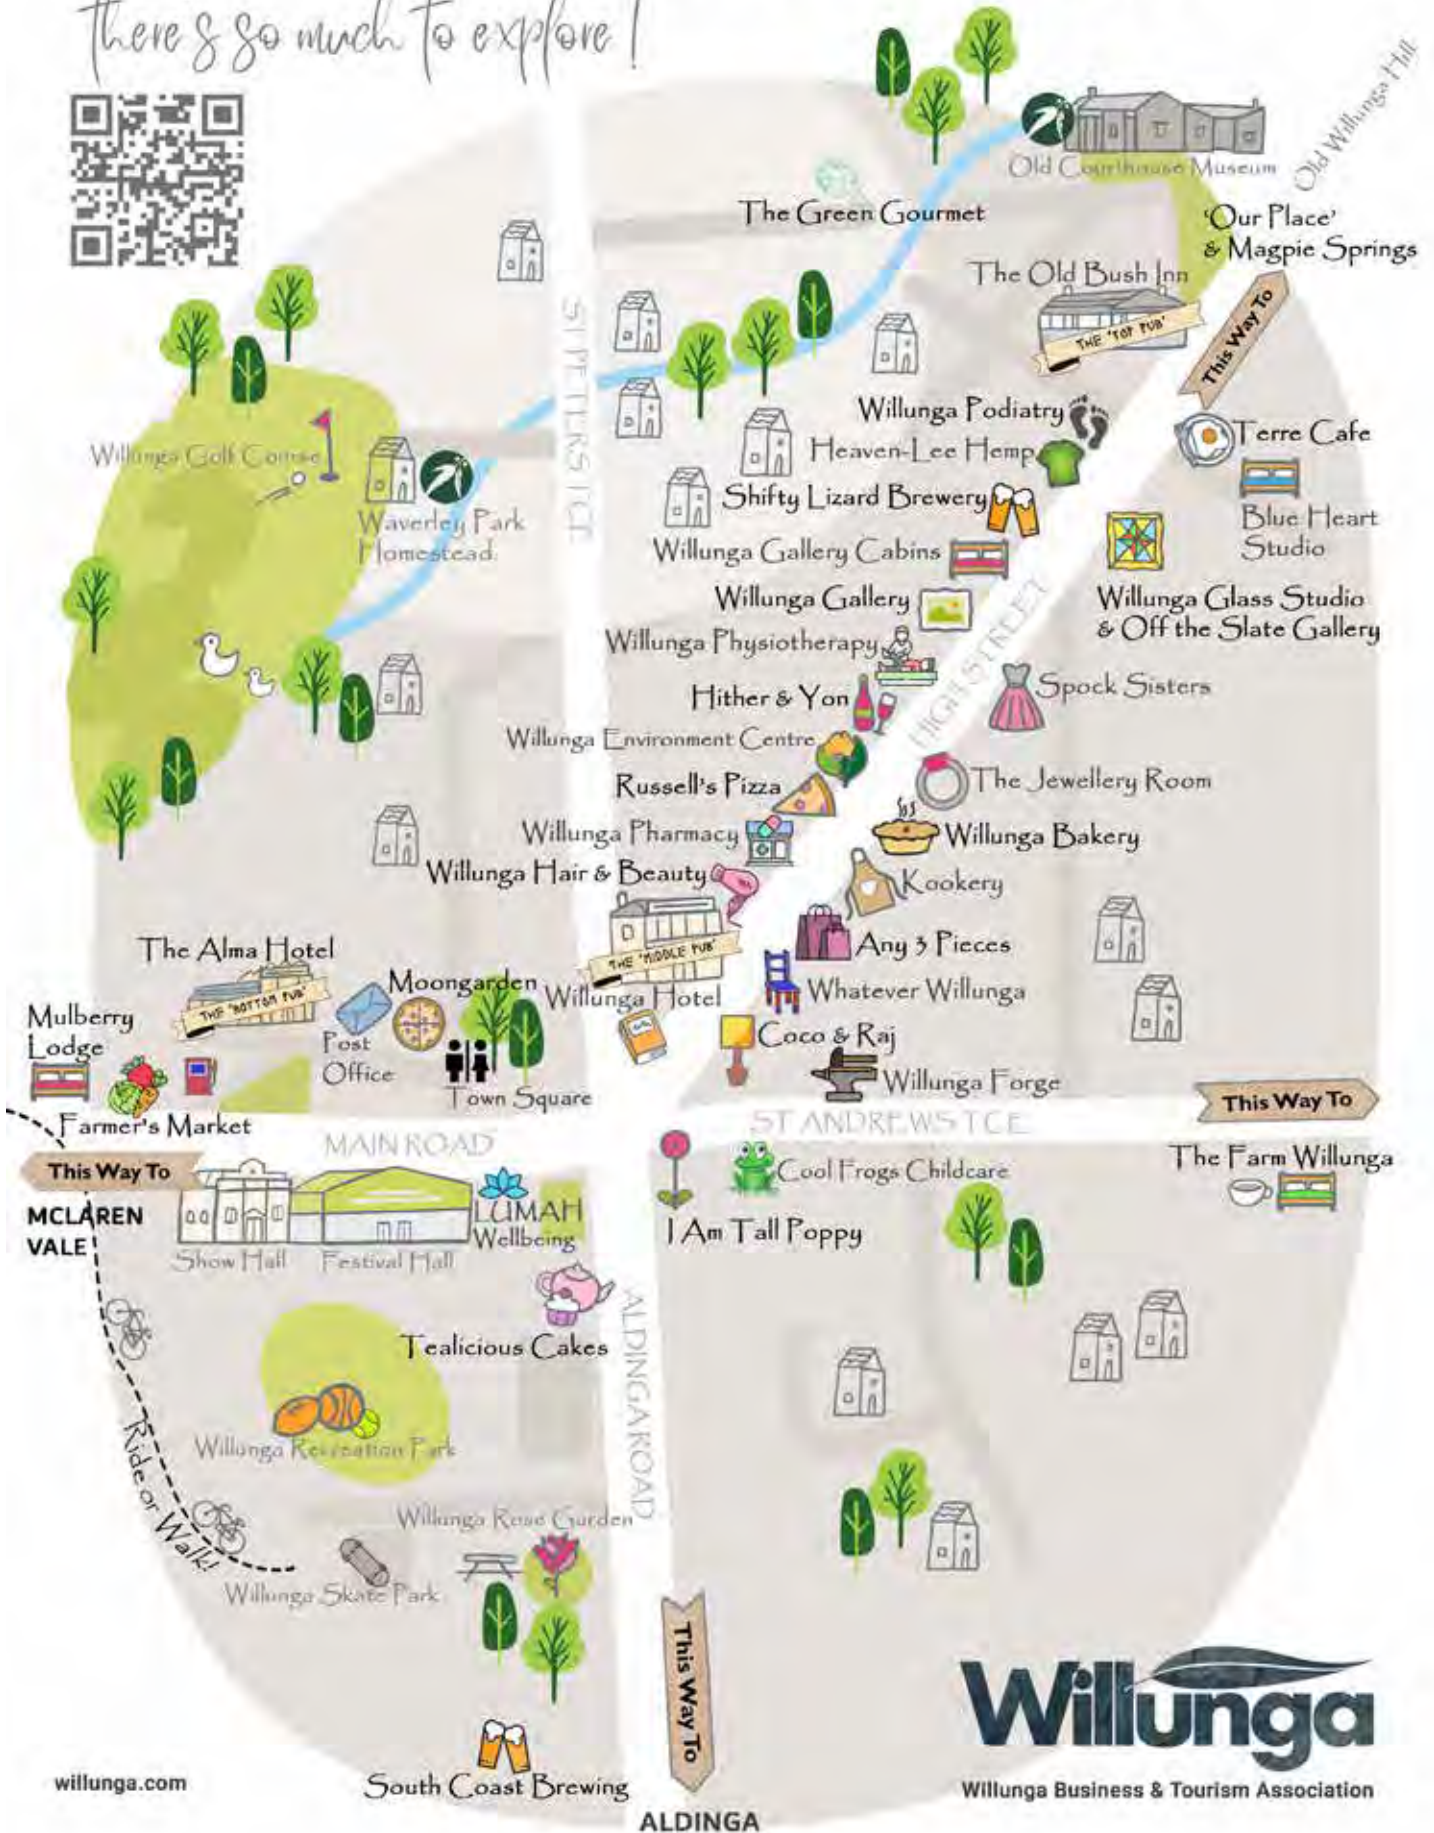 there's so much to explore!
Old Willunga Hill
Old Courthouse Museum
The Green Gourmet
'Our Place'
& Magpie Springs
The Old Bush Inn
THE 'TOP PUB'
This Way To
ST PETERS TCE
Willunga Podiatry
Terre Cafe
Heaven-Lee Hemp
Willunga Golf Course
Shifty Lizard Brewery
Blue Heart
Studio
Waverley Park
Homestead
Willunga Gallery Cabins
Willunga Gallery
Willunga Glass Studio
& Off the Slate Gallery
HIGH STREET
Willunga Physiotherapy
Hither & Yon
Spock Sisters
Willunga Environment Centre
Russell's Pizza
The Jewellery Room
Willunga Pharmacy
Willunga Bakery
Willunga Hair & Beauty
Kookery
The Alma Hotel
THE 'BOTTOM PUB'
THE 'MIDDLE PUB'
Any 3 Pieces
Moongarden
Willunga Hotel
Whatever Willunga
Mulberry
Lodge
Post
Office
Coco & Raj
Willunga Forge
Town Square
This Way To
Farmer's Market
MAIN ROAD
ST ANDREWS TCE
The Farm Willunga
This Way To
MCLAREN
VALE
Cool Frogs Childcare
LUMAH
Wellbeing
I Am Tall Poppy
Show Hall
Festival Hall
Tealicious Cakes
ALDINGA ROAD
Willunga Recreation Park
Ride or Walk!
Willunga Rose Garden
Willunga Skate Park
This Way To
Willunga
Willunga Business & Tourism Association
willunga.com
South Coast Brewing
ALDINGA